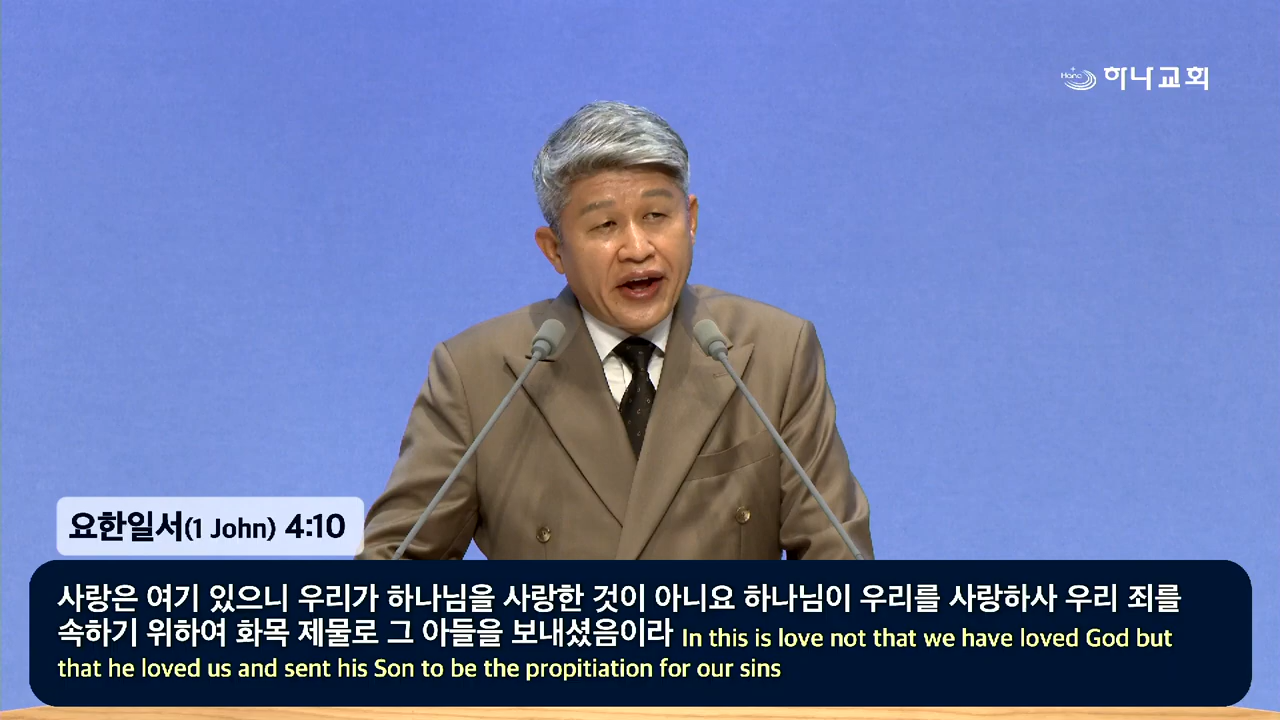 Hana 하나교회
요한일서(1 John) 4:10
사랑은 여기 있으니 우리가 하나님을 사랑한 것이 아니요 하나님이 우리를 사랑하사 우리 죄를
속하기 위하여 화목 제물로 그 아들을 보내셨음이라 In this is love not that we have loved God but
that he loved us and sent his Son to be the propitiation for our sins